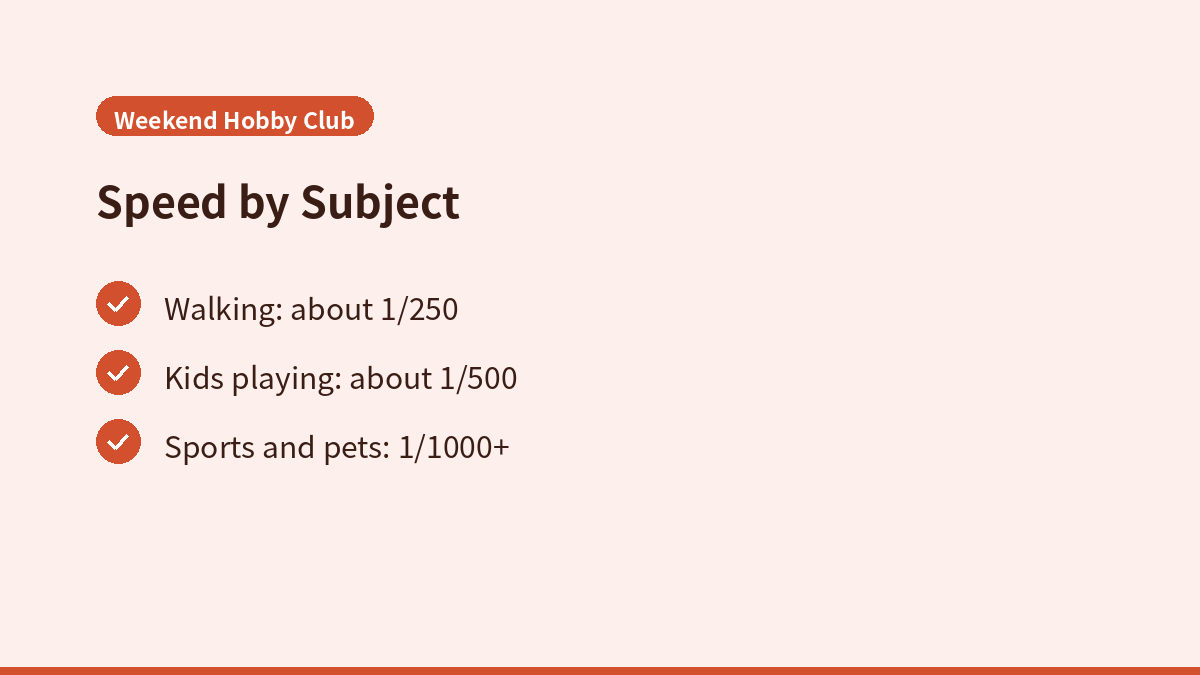 Weekend Hobby Club
Speed by Subject
Walking: about 1/250
Kids playing: about 1/500
Sports and pets: 1/1000+